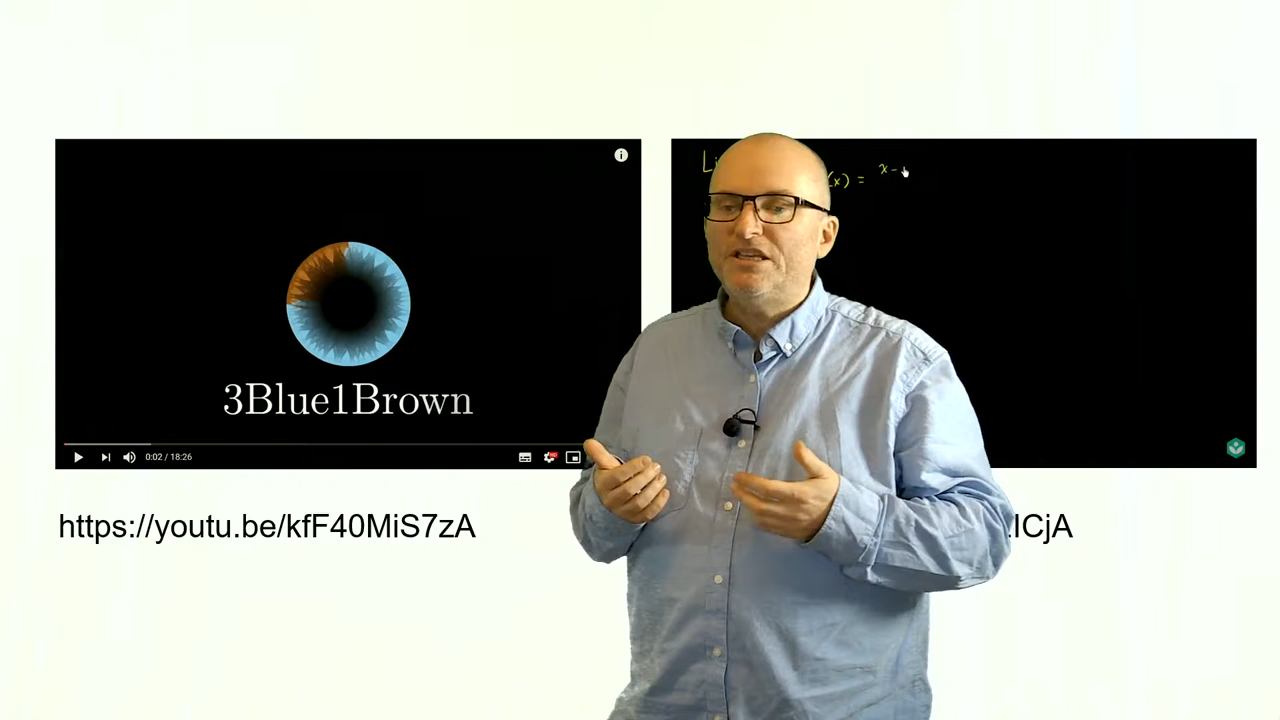 3Blue1Brown
0:02 / 18:26
https://youtu.be/kfF40MiS7zA
(x) = x-
ICjA